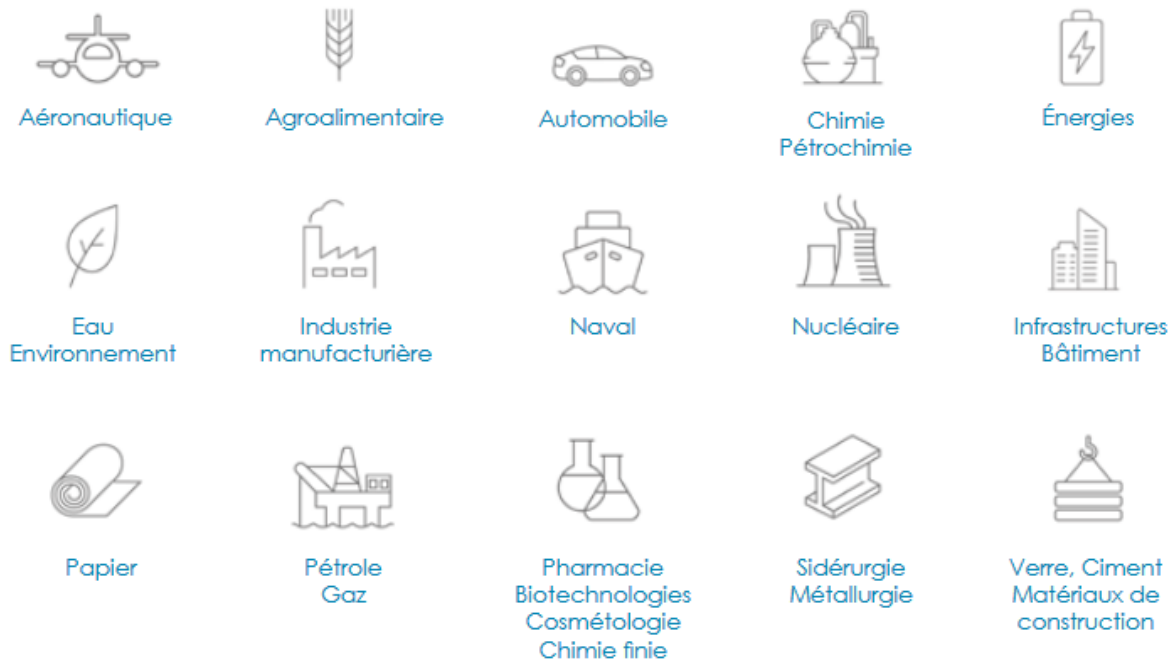 Aéronautique
Agroalimentaire
Automobile
Chimie
Pétrochimie
Énergies
Eau
Environnement
Industrie
manufacturière
Naval
Nucléaire
Infrastructures
Bâtiment
Papier
Pétrole
Gaz
Pharmacie
Biotechnologies
Cosmétologie
Chimie finie
Sidérurgie
Métallurgie
Verre, Ciment
Matériaux de
construction